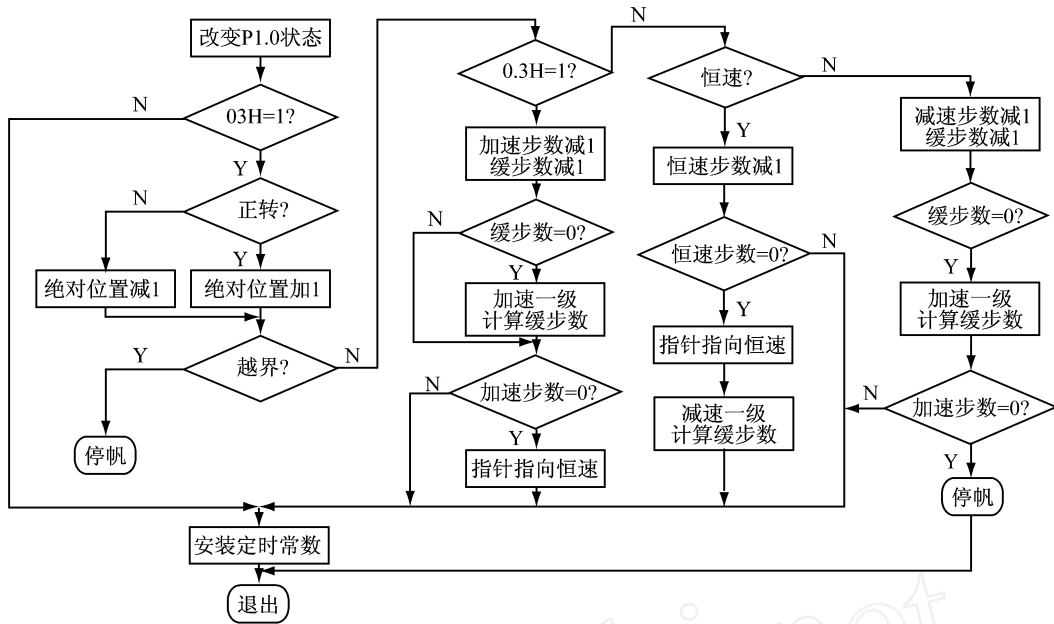 改变P1.0状态
03H=1?
N
Y
正转?
N
Y
绝对位置减1
绝对位置加1
越界?
Y
N
停帆
0.3H=1?
N
加速步数减1
缓步数减1
缓步数=0?
N
Y
加速一级
计算缓步数
加速步数=0?
N
Y
指针指向恒速
恒速?
N
Y
恒速步数减1
恒速步数=0?
N
Y
指针指向恒速
减速一级
计算缓步数
减速步数减1
缓步数减1
缓步数=0?
Y
加速一级
计算缓步数
加速步数=0?
N
Y
停帆
安装定时常数
退出